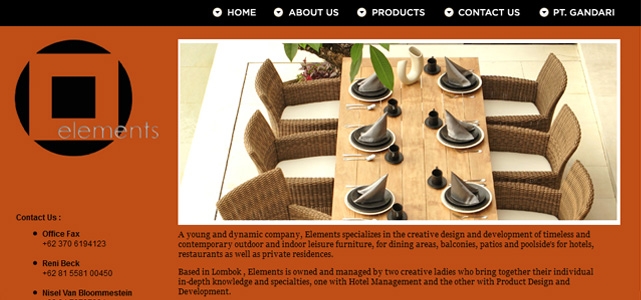 HOME ABOUT US PRODUCTS CONTACT US PT. GANDARI
elements
Contact Us :
Office Fax
+62 370 6194123
Reni Beck
+62 81 5581 00450
Nisel Van Bloommestein
A young and dynamic company, Elements specializes in the creative design and development of timeless and
contemporary outdoor and indoor leisure furniture, for dining areas, balconies, patios and poolside's for hotels,
restaurants as well as private residences.
Based in Lombok , Elements is owned and managed by two creative ladies who bring together their individual
in-depth knowledge and specialties, one with Hotel Management and the other with Product Design and
Development.